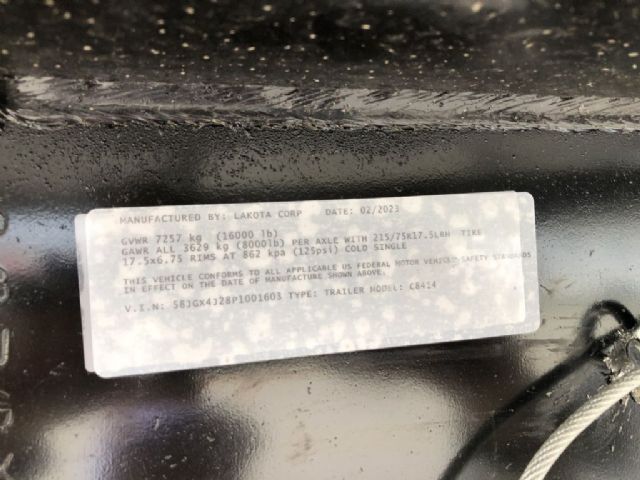 MANUFACTURED BY: LAKOTA CORP DATE: 02/2023
GVWR 7257 kg (16000 lb)
GAWR ALL 3629 kg (8000lb) PER AXLE WITH 215/75R17.5LRH TIRE
17.5x6.75 RIMS AT 862 kpa (125psi) COLD SINGLE
THIS VEHICLE CONFORMS TO ALL APPLICABLE US FEDERAL MOTOR VEHICLE SAFETY STANDARDS
IN EFFECT ON THE DATE OF MANUFACTURE SHOWN ABOVE.
V.I.N: 58JGX4J28P1001603 TYPE: TRAILER MODEL: C8414